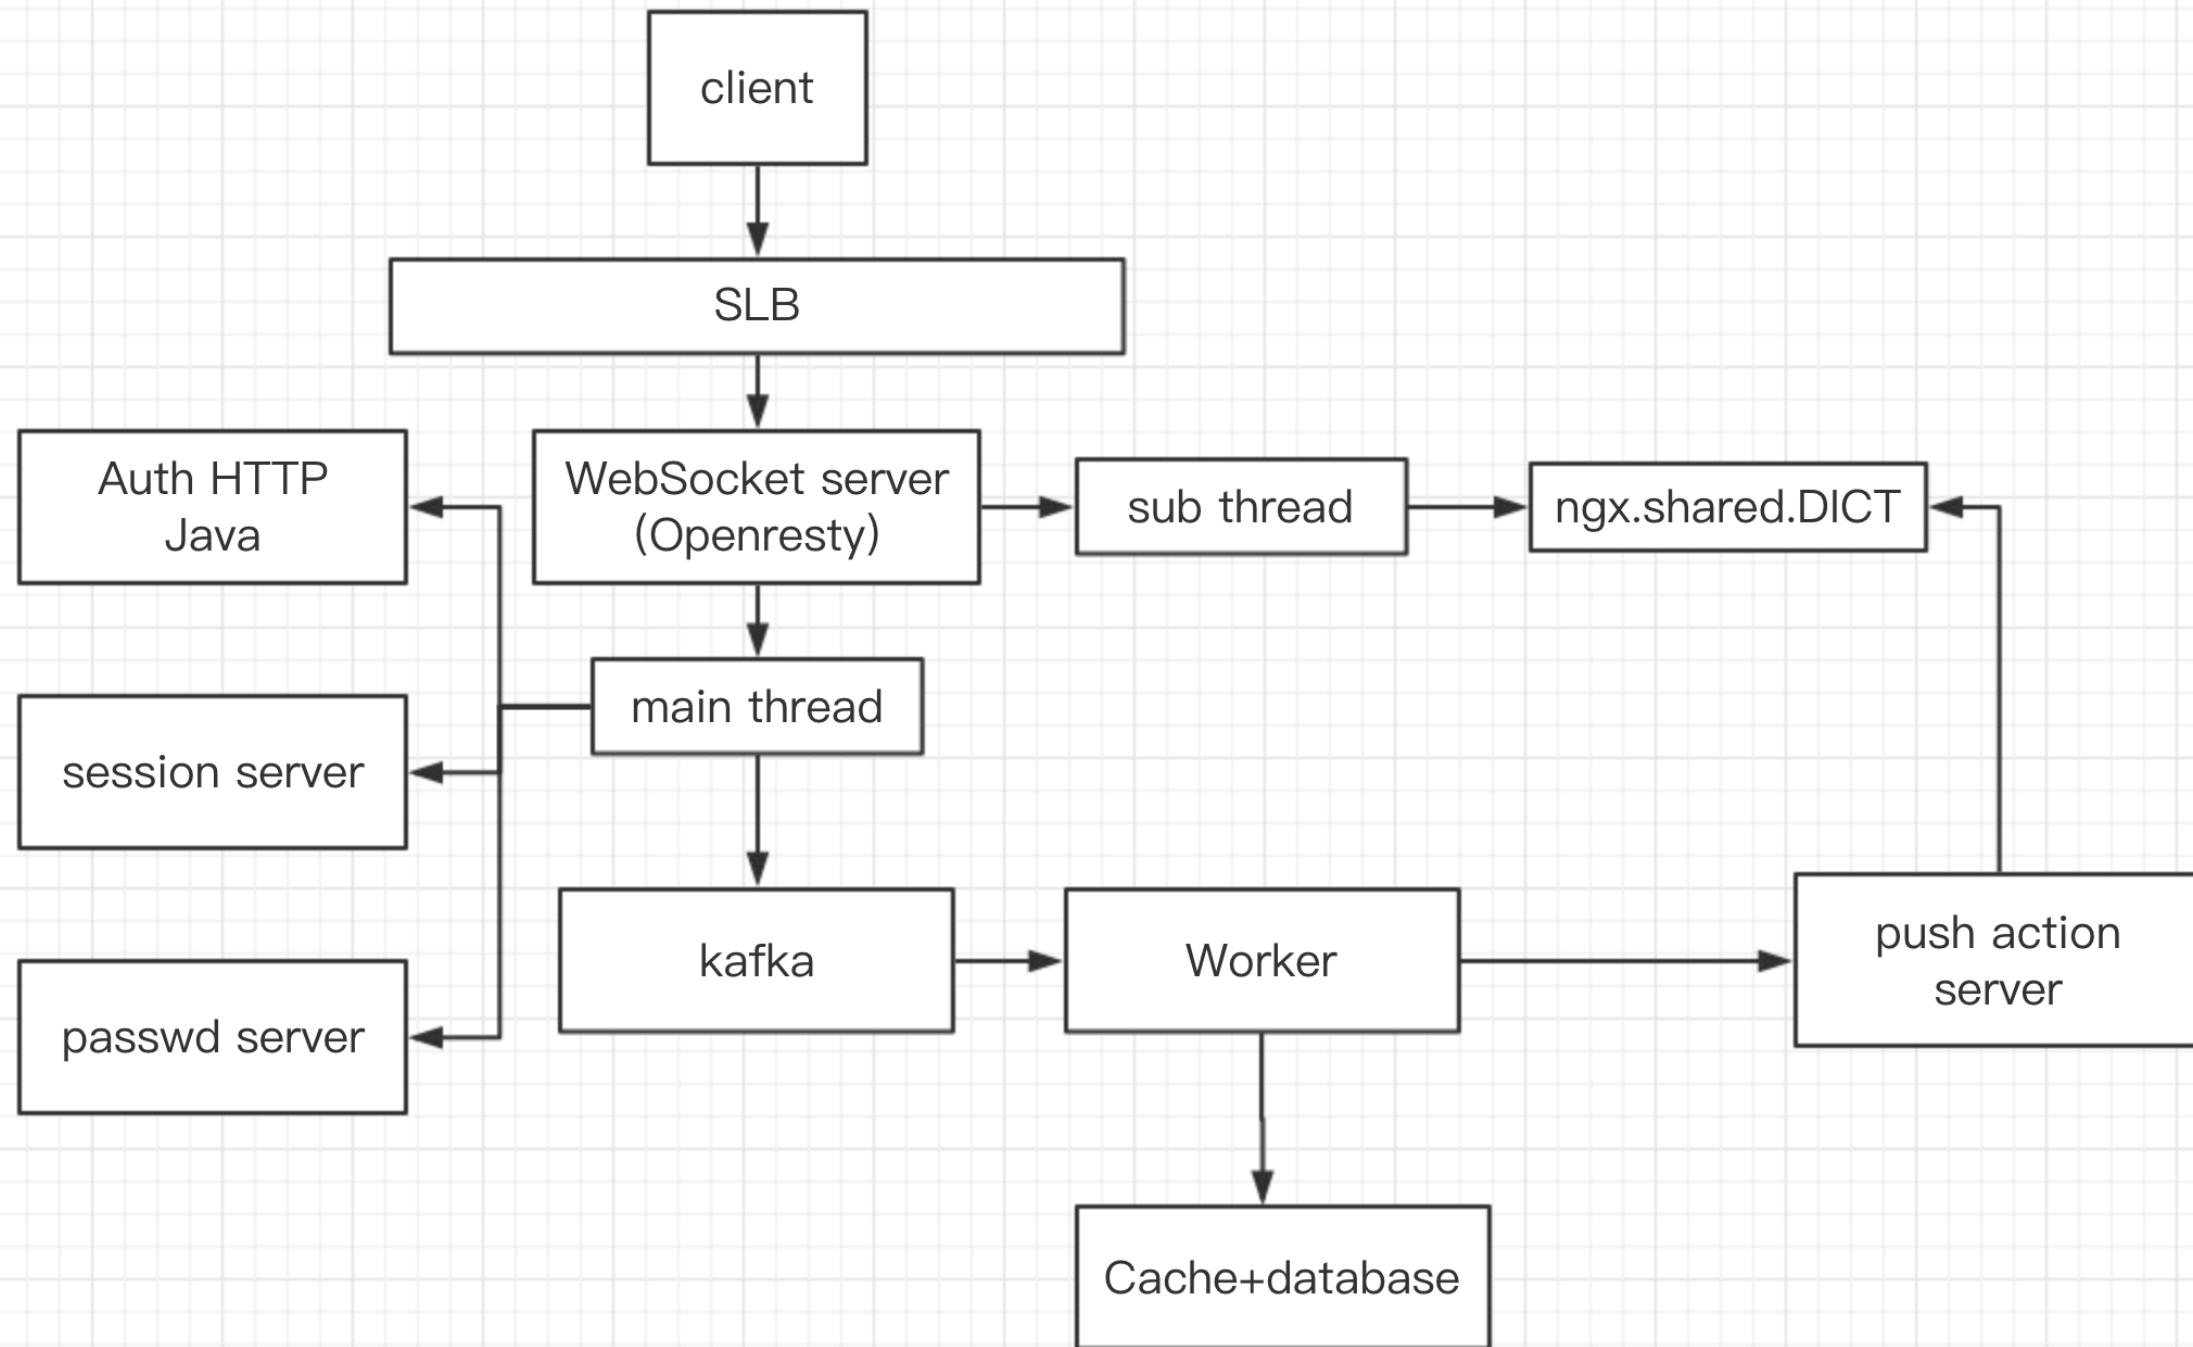 client
SLB
Auth HTTP
Java
WebSocket server
(Openresty)
sub thread
ngx.shared.DICT
main thread
session server
kafka
Worker
push action
server
passwd server
Cache+database